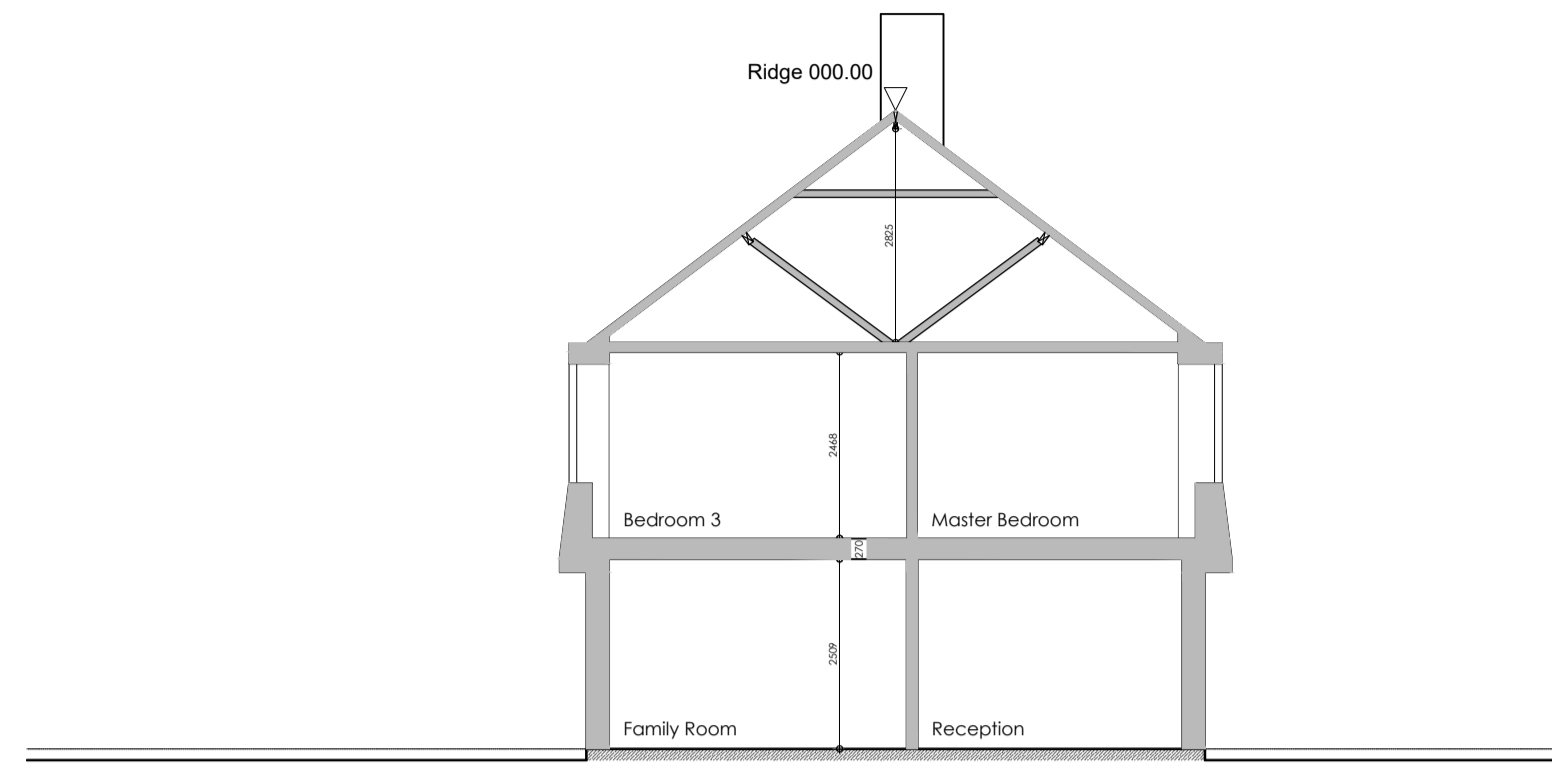 Ridge 000.00
2825
2468
Bedroom 3
Master Bedroom
270
2509
Family Room
Reception